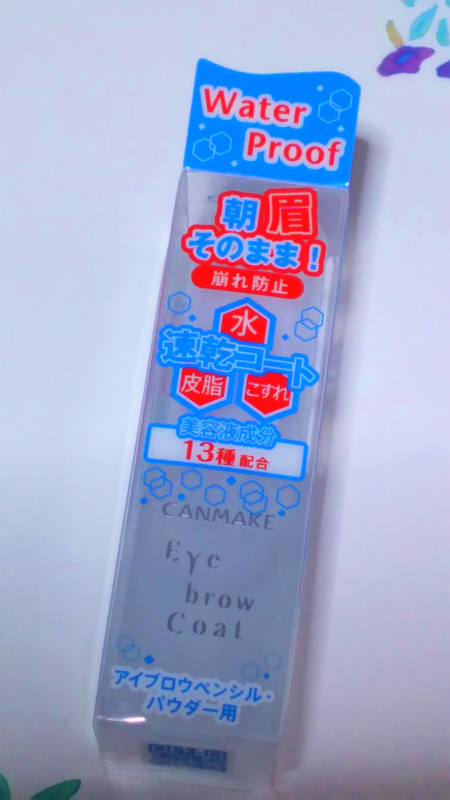 Water
Proof
朝眉
そのまま!
崩れ防止
水
速乾コート
皮脂 こすれ
美容液成分
13種配合
CANMAKE
Eye
brow
Coat
アイブロウペンシル・
パウダー用